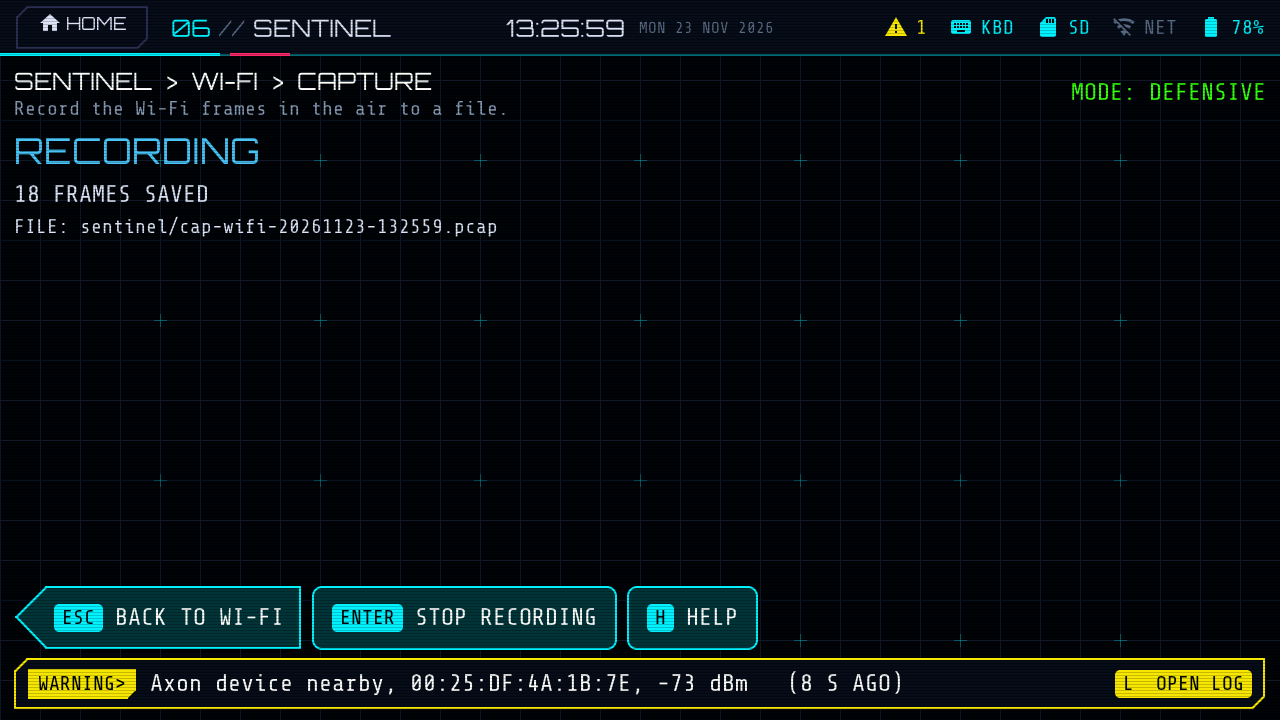 HOME
06 // SENTINEL
13:25:59 MON 23 NOV 2026
1 KBD SD NET 78%
SENTINEL > WI-FI > CAPTURE
Record the Wi-Fi frames in the air to a file.
MODE: DEFENSIVE
RECORDING
18 FRAMES SAVED
FILE: sentinel/cap-wifi-20261123-132559.pcap
ESC BACK TO WI-FI
ENTER STOP RECORDING
H HELP
WARNING> Axon device nearby, 00:25:DF:4A:1B:7E, -73 dBm (8 S AGO)
L OPEN LOG